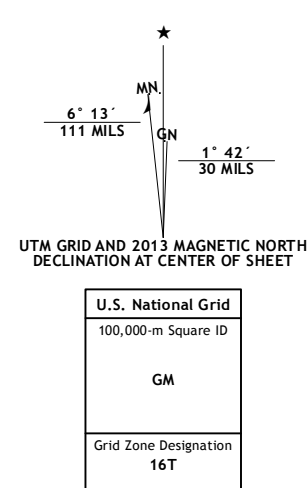 ★
MN.
6° 13´
111 MILS
GN
1° 42´
30 MILS
UTM GRID AND 2013 MAGNETIC NORTH
DECLINATION AT CENTER OF SHEET
U.S. National Grid
100,000-m Square ID
GM
Grid Zone Designation
16T